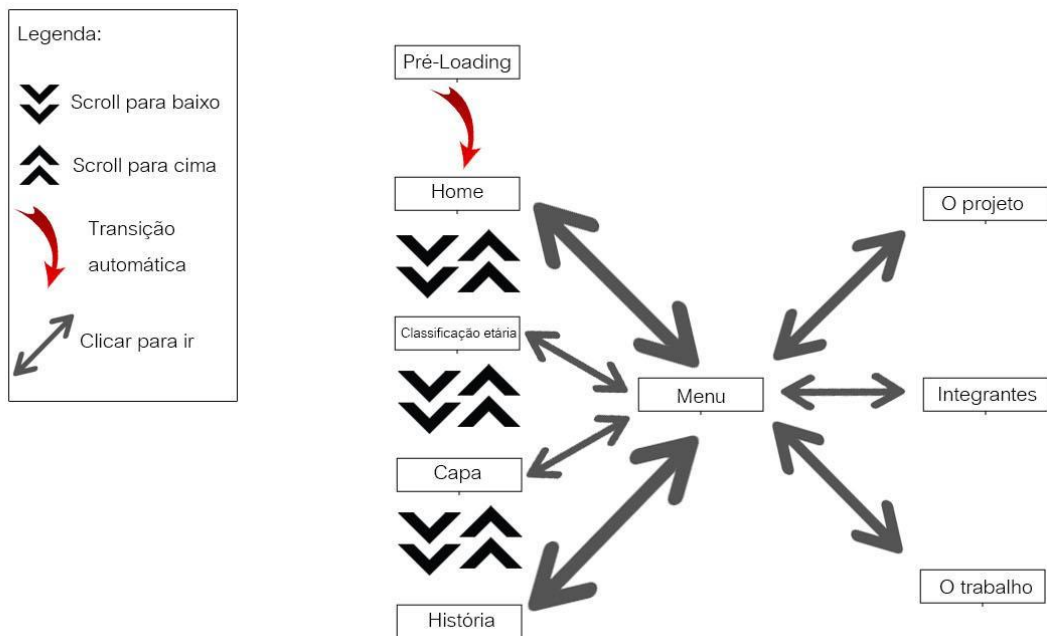 Legenda:
Scroll para baixo
Scroll para cima
Transição
automática
Clicar para ir
Pré-Loading
Home
Classificação etária
Capa
História
Menu
O projeto
Integrantes
O trabalho